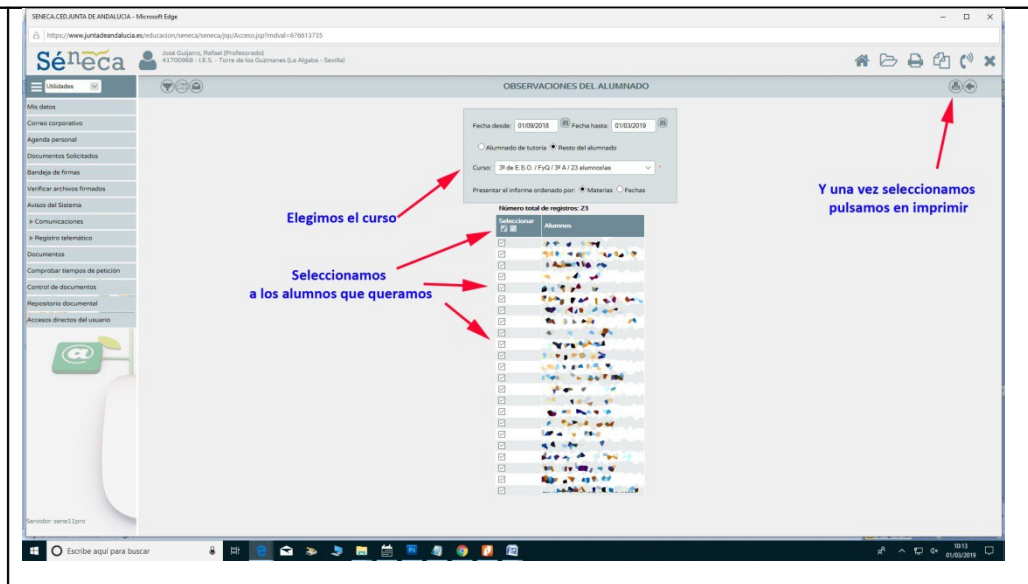 SENECA.CED.JUNTA DE ANDALUCIA - Microsoft Edge
https://www.juntadeandalucia.es/educacion/seneca/seneca/jsp/Acceso.jsp?rndval=676613735
Séneca
José Guijarro, Rafael (Profesorado)
41700968 - I.E.S. - Torre de los Guzmanes (La Algaba - Sevilla)
Utilidades
OBSERVACIONES DEL ALUMNADO
Mis datos
Correo corporativo
Agenda personal
Documentos Solicitados
Bandeja de firmas
Verificar archivos firmados
Avisos del Sistema
Comunicaciones
Registro telemático
Documentos
Comprobar tiempos de petición
Control de documentos
Repositorio documental
Accesos directos del usuario
Servidor: sene11pro
Fecha desde: 01/09/2018 Fecha hasta: 01/03/2019
Alumnado de tutoría Resto del alumnado
Curso: 3º de E.S.O. / FyQ / 3º A / 23 alumnos/as *
Presentar el informe ordenado por: Materias Fechas
Número total de registros: 23
Seleccionar Alumnos
Elegimos el curso
Seleccionamos
a los alumnos que queramos
Y una vez seleccionamos
pulsamos en imprimir
Escribe aquí para buscar
10:13
01/03/2019